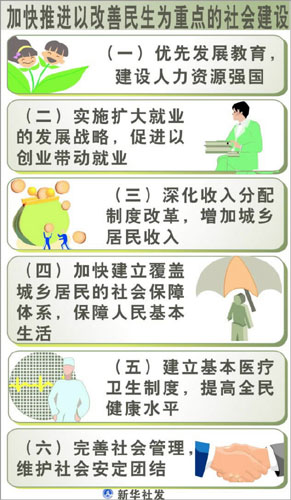 加快推进以改善民生为重点的社会建设
（一）优先发展教育，
建设人力资源强国
（二）实施扩大就业
的发展战略，促进以
创业带动就业
（三）深化收入分配
制度改革，增加城乡
居民收入
（四）加快建立覆盖
城乡居民的社会保障
体系，保障人民基本
生活
（五）建立基本医疗
卫生制度，提高全民
健康水平
（六）完善社会管理，
维护社会安定团结
新华社发